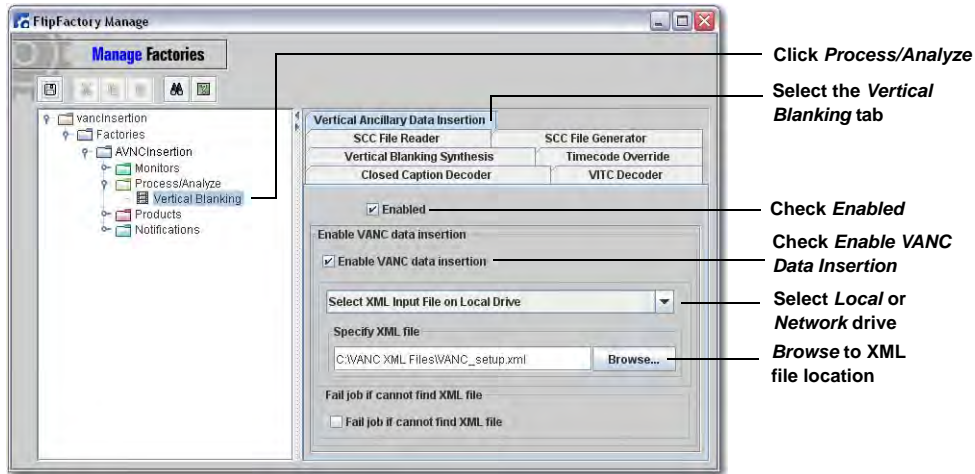 FlipFactory Manage
Manage Factories
vancInsertion
Factories
AVNCInsertion
Monitors
Process/Analyze
Vertical Blanking
Products
Notifications
Vertical Ancillary Data Insertion
SCC File Reader
SCC File Generator
Vertical Blanking Synthesis
Timecode Override
Closed Caption Decoder
VITC Decoder
Enabled
Enable VANC data insertion
Enable VANC data insertion
Select XML Input File on Local Drive
Specify XML file
C:\VANC XML Files\VANC_setup.xml
Browse...
Fail job if cannot find XML file
Fail job if cannot find XML file
Click Process/Analyze
Select the Vertical
Blanking tab
Check Enabled
Check Enable VANC
Data Insertion
Select Local or
Network drive
Browse to XML
file location